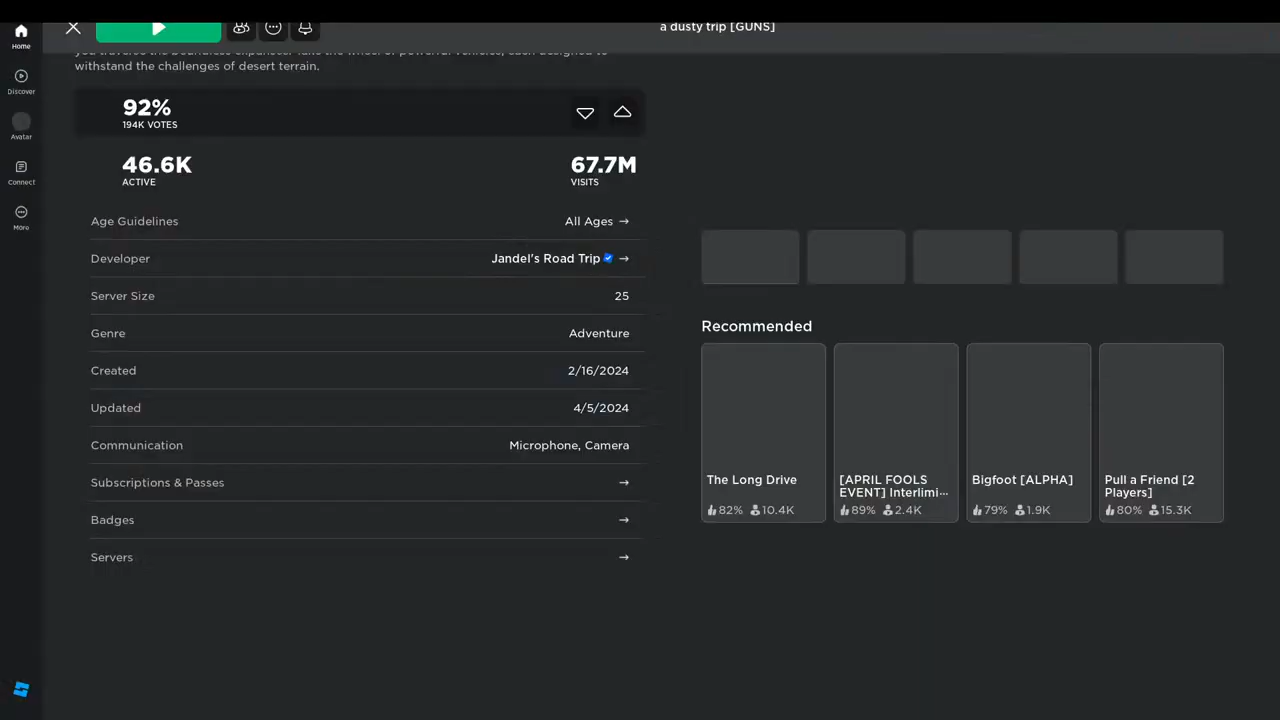 Home
Discover
Avatar
Connect
More
a dusty trip [GUNS]
withstand the challenges of desert terrain.
92%
194K VOTES
46.6K
ACTIVE
67.7M
VISITS
Age Guidelines
All Ages →
Developer
Jandel's Road Trip →
Server Size
25
Genre
Adventure
Created
2/16/2024
Updated
4/5/2024
Communication
Microphone, Camera
Subscriptions & Passes →
Badges →
Servers →
Recommended
The Long Drive
82% 10.4K
[APRIL FOOLS
EVENT] Interlimi...
89% 2.4K
Bigfoot [ALPHA]
79% 1.9K
Pull a Friend [2
Players]
80% 15.3K